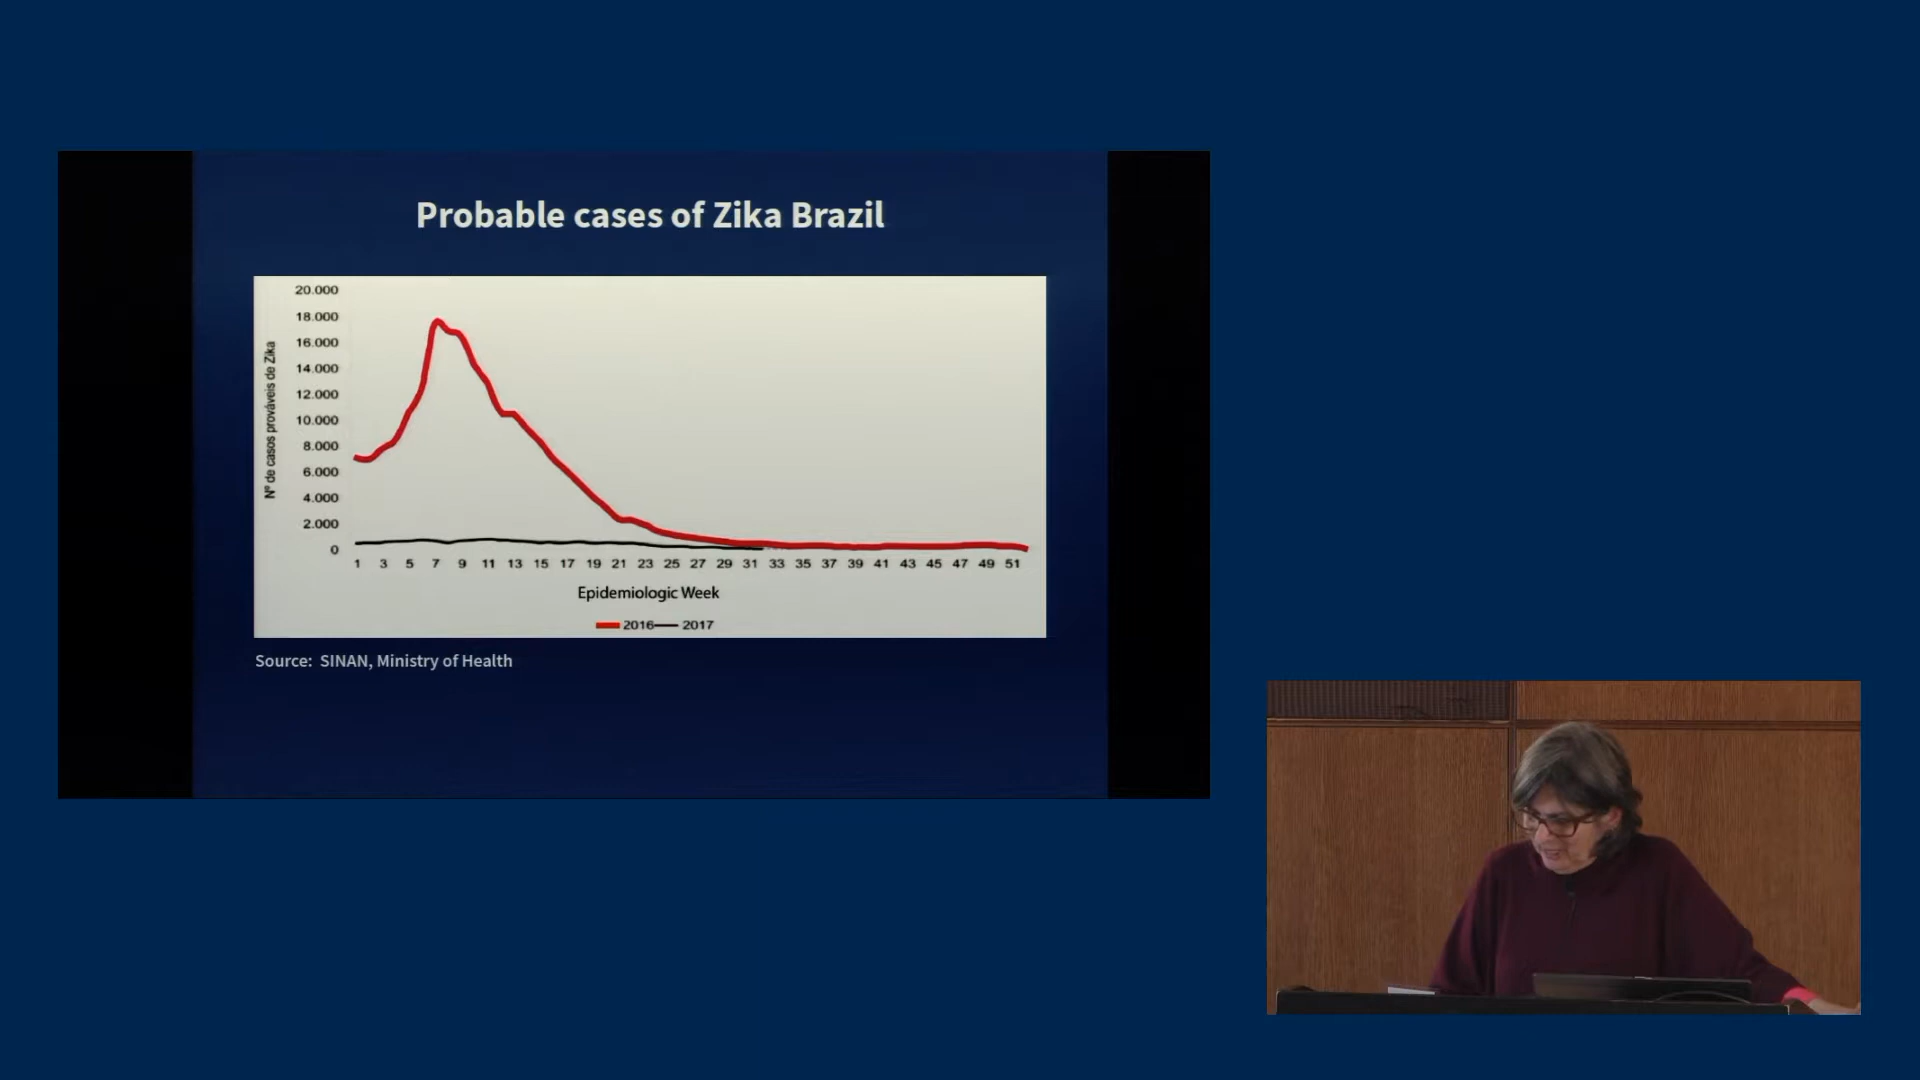 Probable cases of Zika Brazil
Nº de casos prováveis de Zika
20.000
18.000
16.000
14.000
12.000
10.000
8.000
6.000
4.000
2.000
0
1 3 5 7 9 11 13 15 17 19 21 23 25 27 29 31 33 35 37 39 41 43 45 47 49 51
Epidemiologic Week
2016 2017
Source: SINAN, Ministry of Health